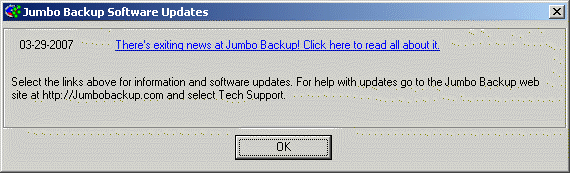 Jumbo Backup Software Updates
03-29-2007 There's exiting news at Jumbo Backup! Click here to read all about it.
Select the links above for information and software updates. For help with updates go to the Jumbo Backup web
site at http://Jumbobackup.com and select Tech Support.
OK